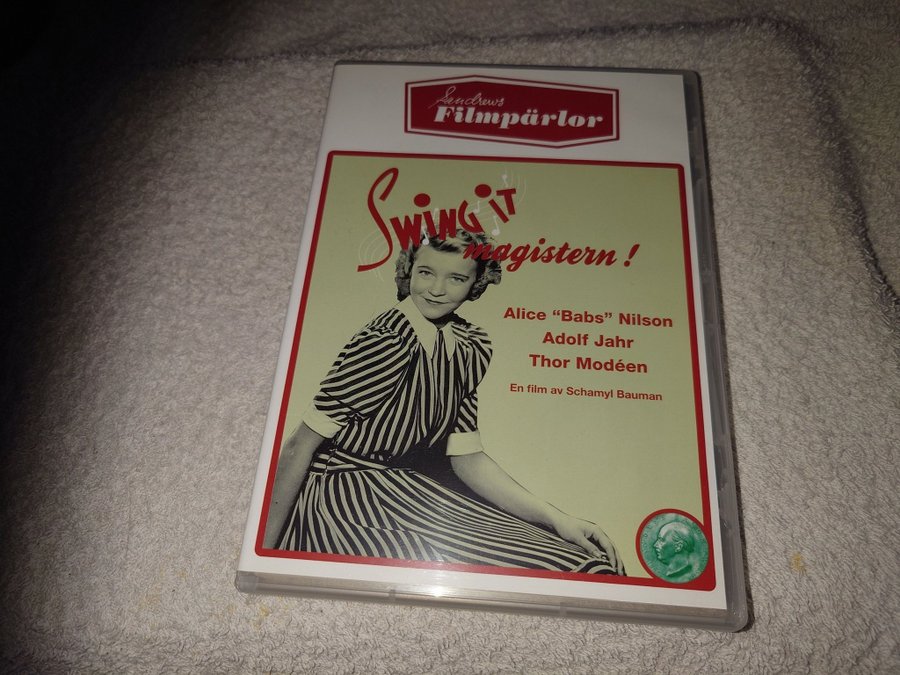 Sandrews
Filmpärlor
Swing it
magistern!
Alice "Babs" Nilson
Adolf Jahr
Thor Modéen
En film av Schamyl Bauman